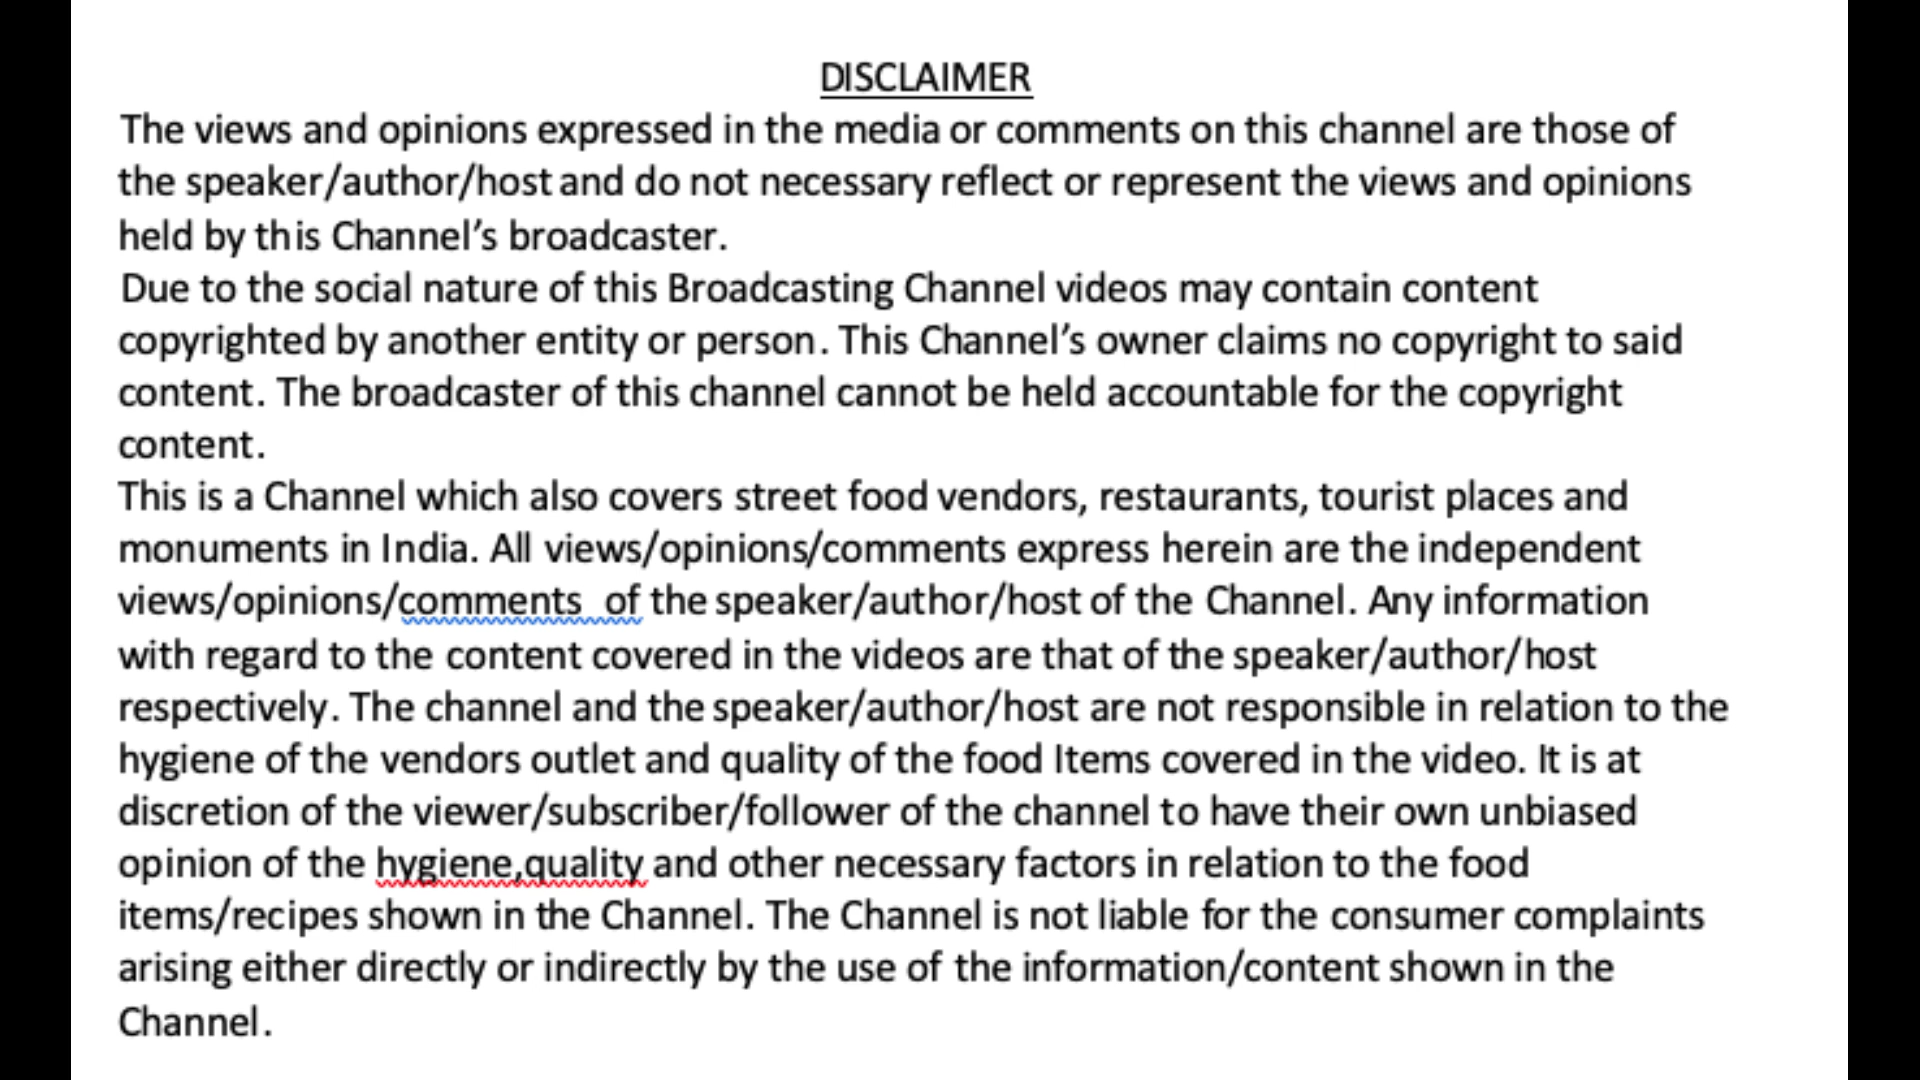 DISCLAIMER
The views and opinions expressed in the media or comments on this channel are those of
the speaker/author/host and do not necessary reflect or represent the views and opinions
held by this Channel’s broadcaster.
Due to the social nature of this Broadcasting Channel videos may contain content
copyrighted by another entity or person. This Channel’s owner claims no copyright to said
content. The broadcaster of this channel cannot be held accountable for the copyright
content.
This is a Channel which also covers street food vendors, restaurants, tourist places and
monuments in India. All views/opinions/comments express herein are the independent
views/opinions/comments  of the speaker/author/host of the Channel. Any information
with regard to the content covered in the videos are that of the speaker/author/host
respectively. The channel and the speaker/author/host are not responsible in relation to the
hygiene of the vendors outlet and quality of the food Items covered in the video. It is at
discretion of the viewer/subscriber/follower of the channel to have their own unbiased
opinion of the hygiene,quality and other necessary factors in relation to the food
items/recipes shown in the Channel. The Channel is not liable for the consumer complaints
arising either directly or indirectly by the use of the information/content shown in the
Channel.